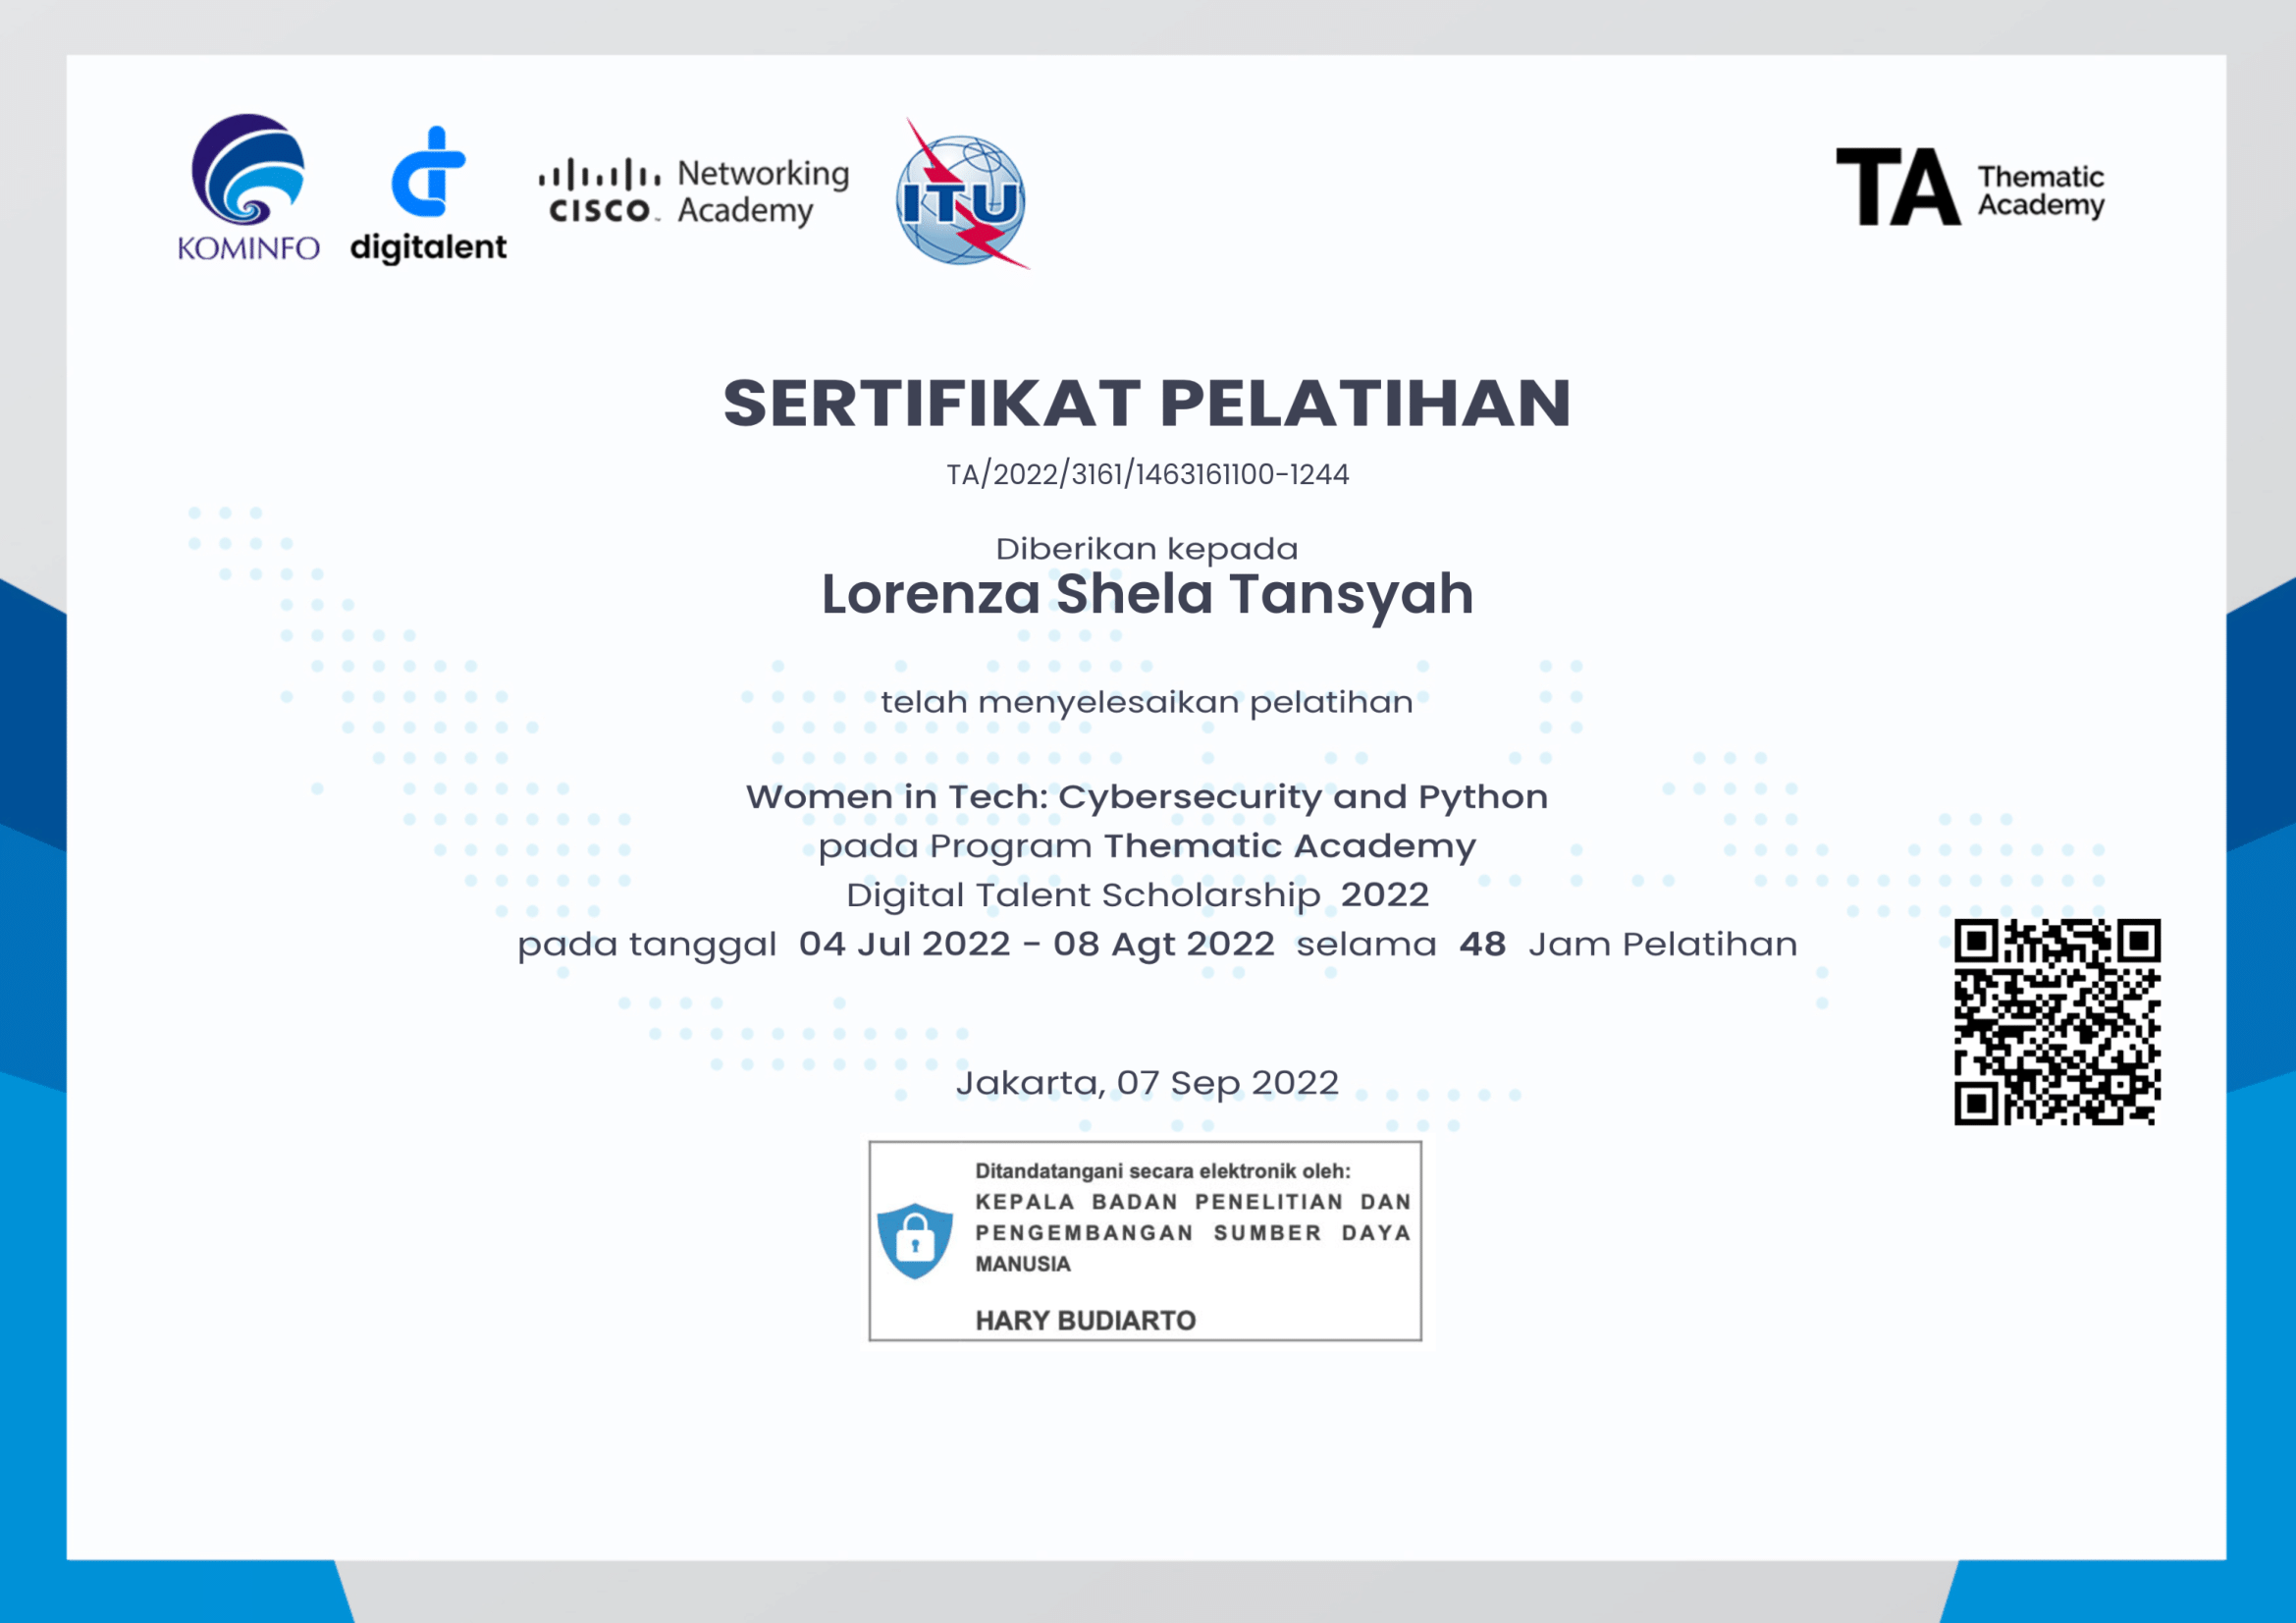 KOMINFO
digitalent
CISCO Networking Academy
ITU
TA Thematic Academy
SERTIFIKAT PELATIHAN
TA/2022/3161/1463161100-1244
Diberikan kepada
Lorenza Shela Tansyah
telah menyelesaikan pelatihan
Women in Tech: Cybersecurity and Python
pada Program Thematic Academy
Digital Talent Scholarship 2022
pada tanggal 04 Jul 2022 - 08 Agt 2022 selama 48 Jam Pelatihan
Jakarta, 07 Sep 2022
Ditandatangani secara elektronik oleh:
KEPALA BADAN PENELITIAN DAN
PENGEMBANGAN SUMBER DAYA
MANUSIA
HARY BUDIARTO